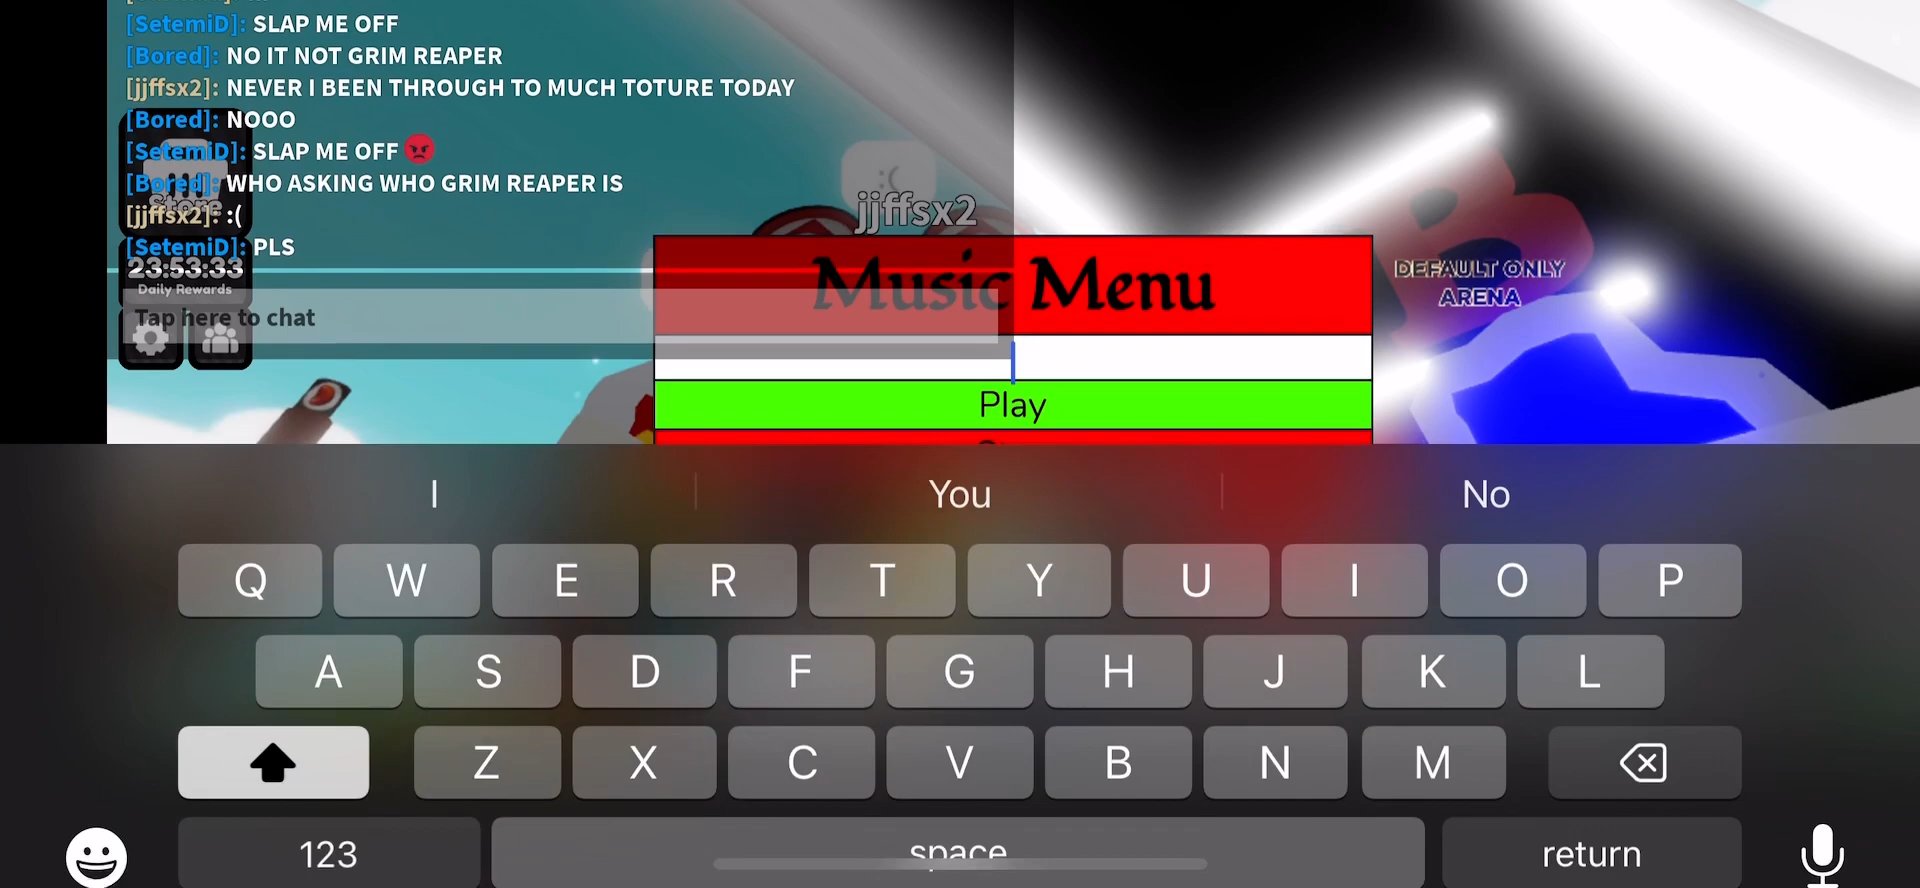 [SetemiD]: SLAP ME OFF
[Bored]: NO IT NOT GRIM REAPER
[jjffsx2]: NEVER I BEEN THROUGH TO MUCH TOTURE TODAY
[Bored]: NOOO
[SetemiD]: SLAP ME OFF 😡
[Bored]: WHO ASKING WHO GRIM REAPER IS
Store
[jjffsx2]: :(
[SetemiD]: PLS
23:53:33
Daily Rewards
Tap here to chat
:(
jjffsx2
Music Menu
Play
DEFAULT ONLY
ARENA
I You No
Q W E R T Y U I O P
A S D F G H J K L
Z X C V B N M
123 space return